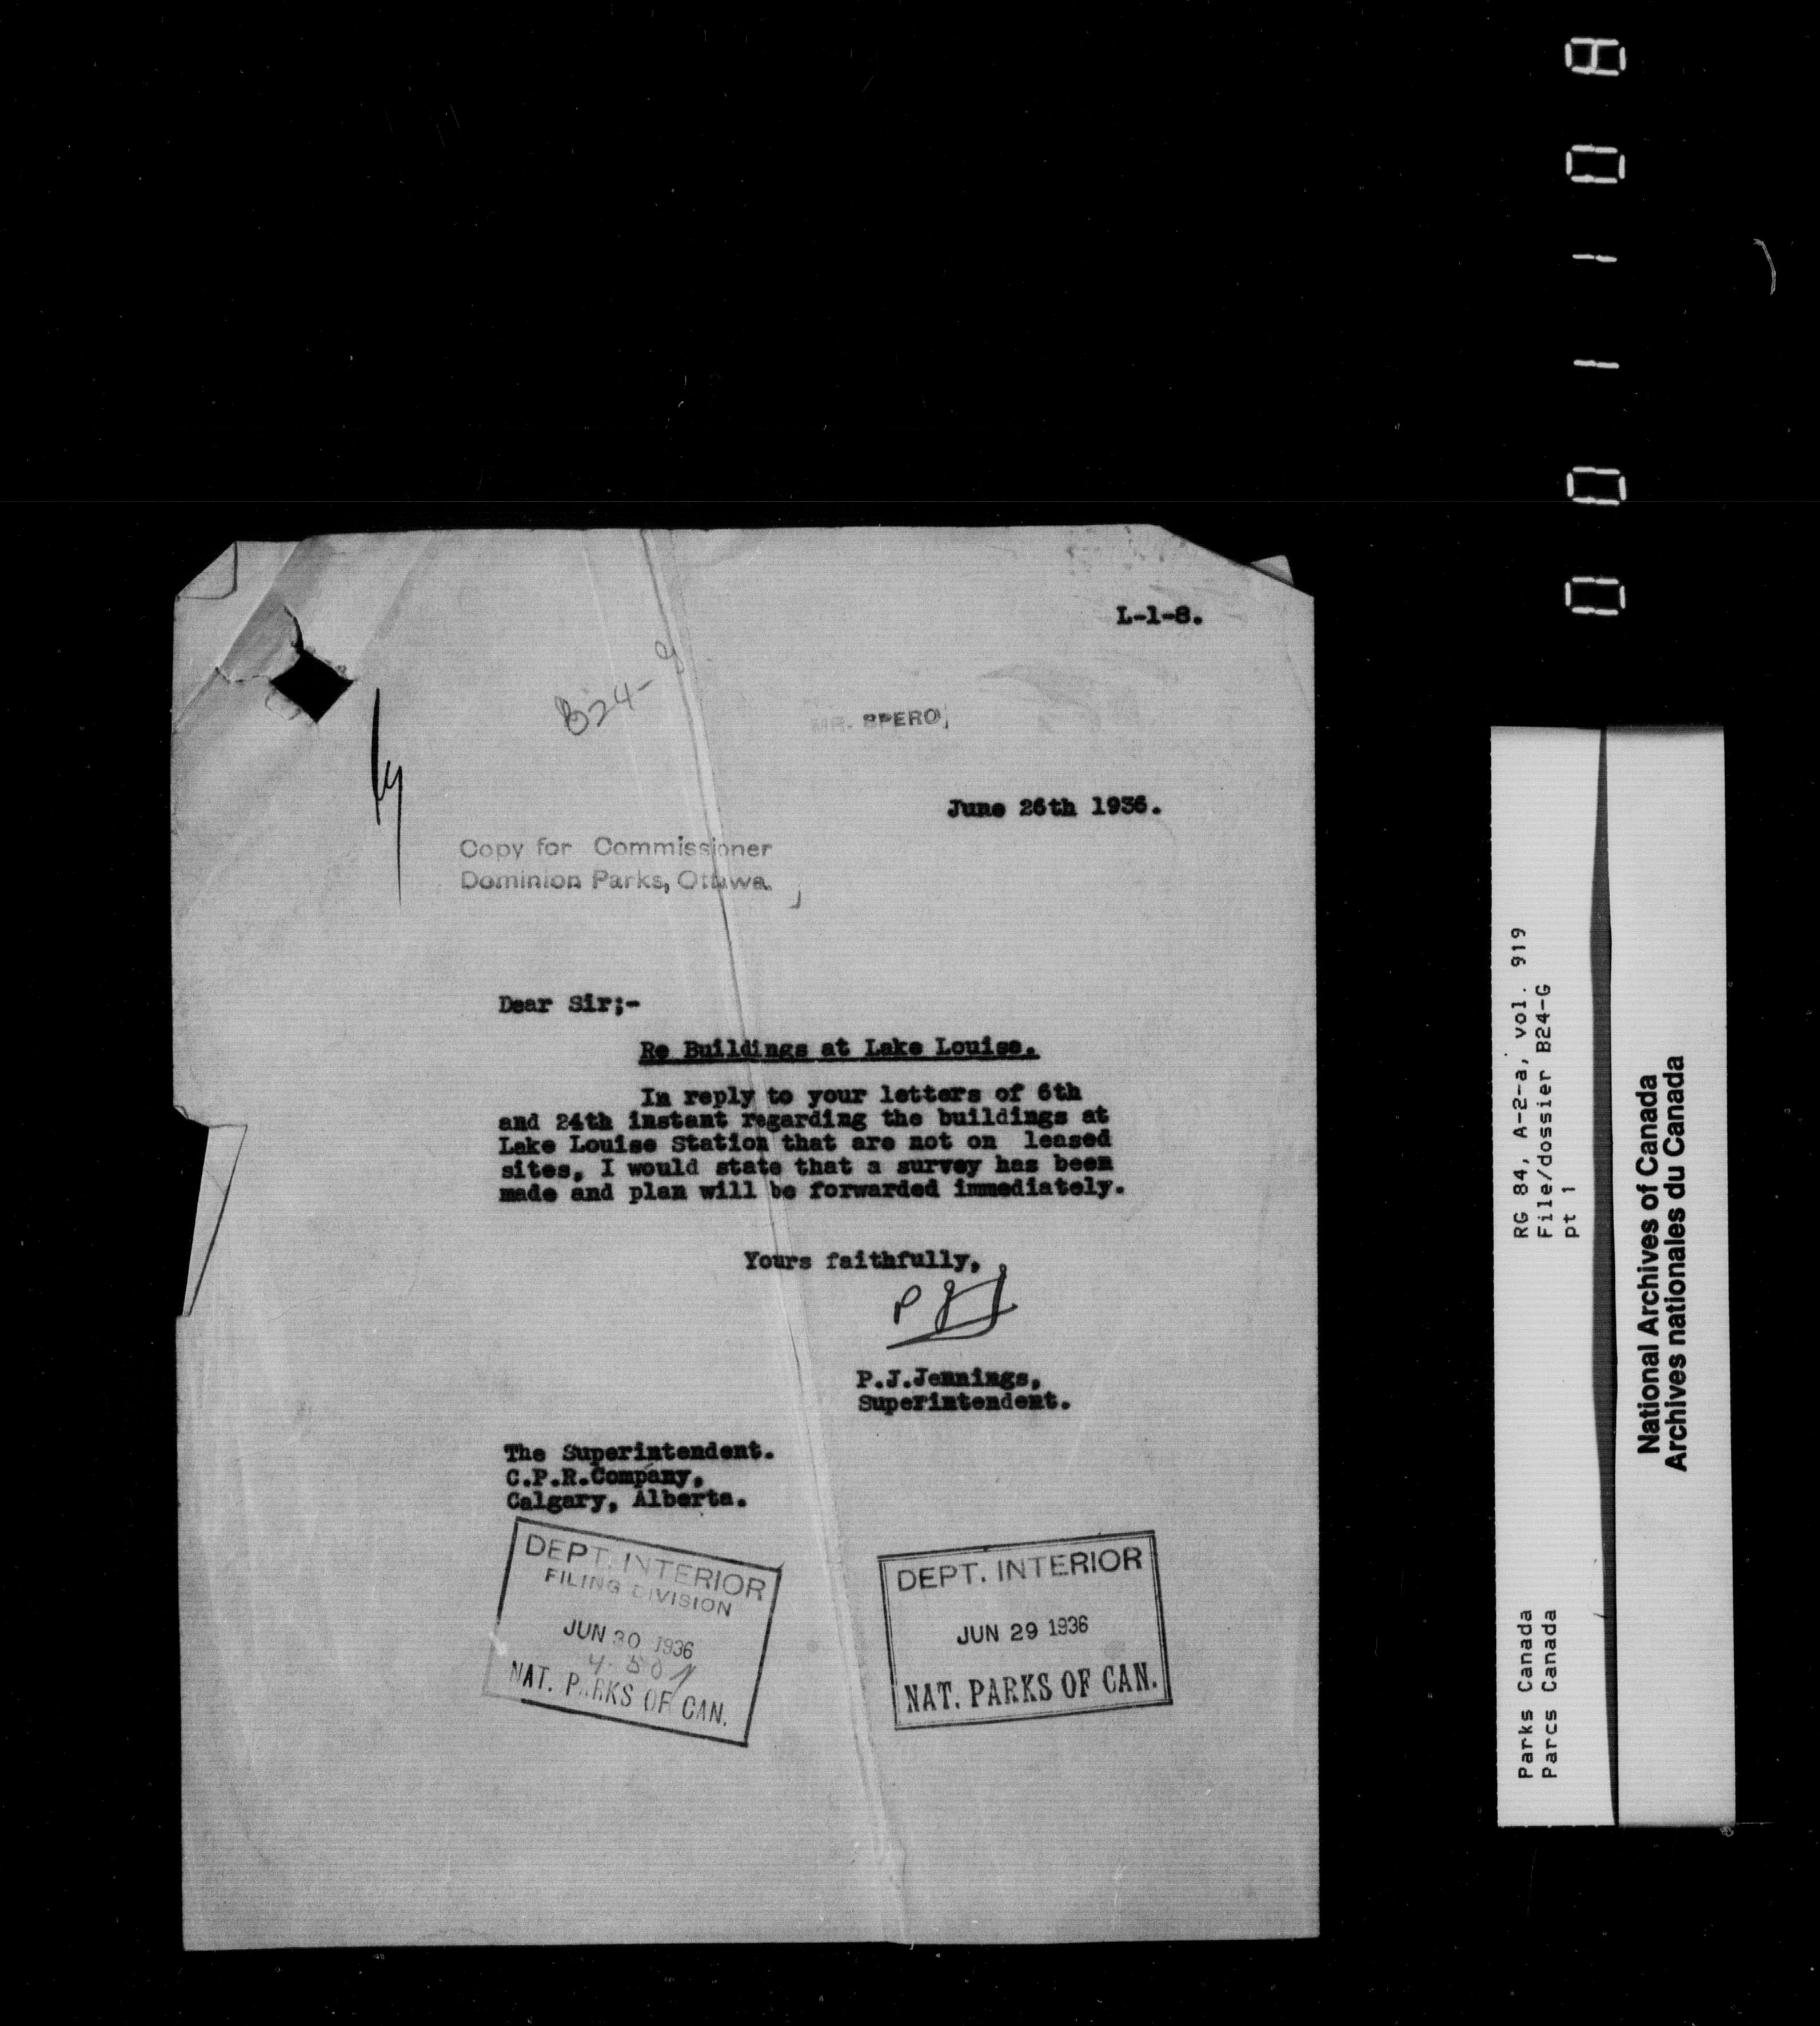 L-1-8.
B24-G
MR. SPERO
June 26th 1936.
Copy for Commissioner
Dominion Parks, Ottawa.
Dear Sir;-
Re Buildings at Lake Louise.
In reply to your letters of 6th
and 24th instant regarding the buildings at
Lake Louise Station that are not on leased
sites, I would state that a survey has been
made and plan will be forwarded immediately.
Yours faithfully,
PJJ
P.J.Jennings,
Superintendent.
The Superintendent.
C.P.R.Company,
Calgary, Alberta.
DEPT. INTERIOR
FILING DIVISION
JUN 30 1936
NAT. PARKS OF CAN.
DEPT. INTERIOR
JUN 29 1936
NAT. PARKS OF CAN.
RG 84, A-2-a, vol. 919
File/dossier B24-G
pt 1
Parks Canada
Parcs Canada
National Archives of Canada
Archives nationales du Canada